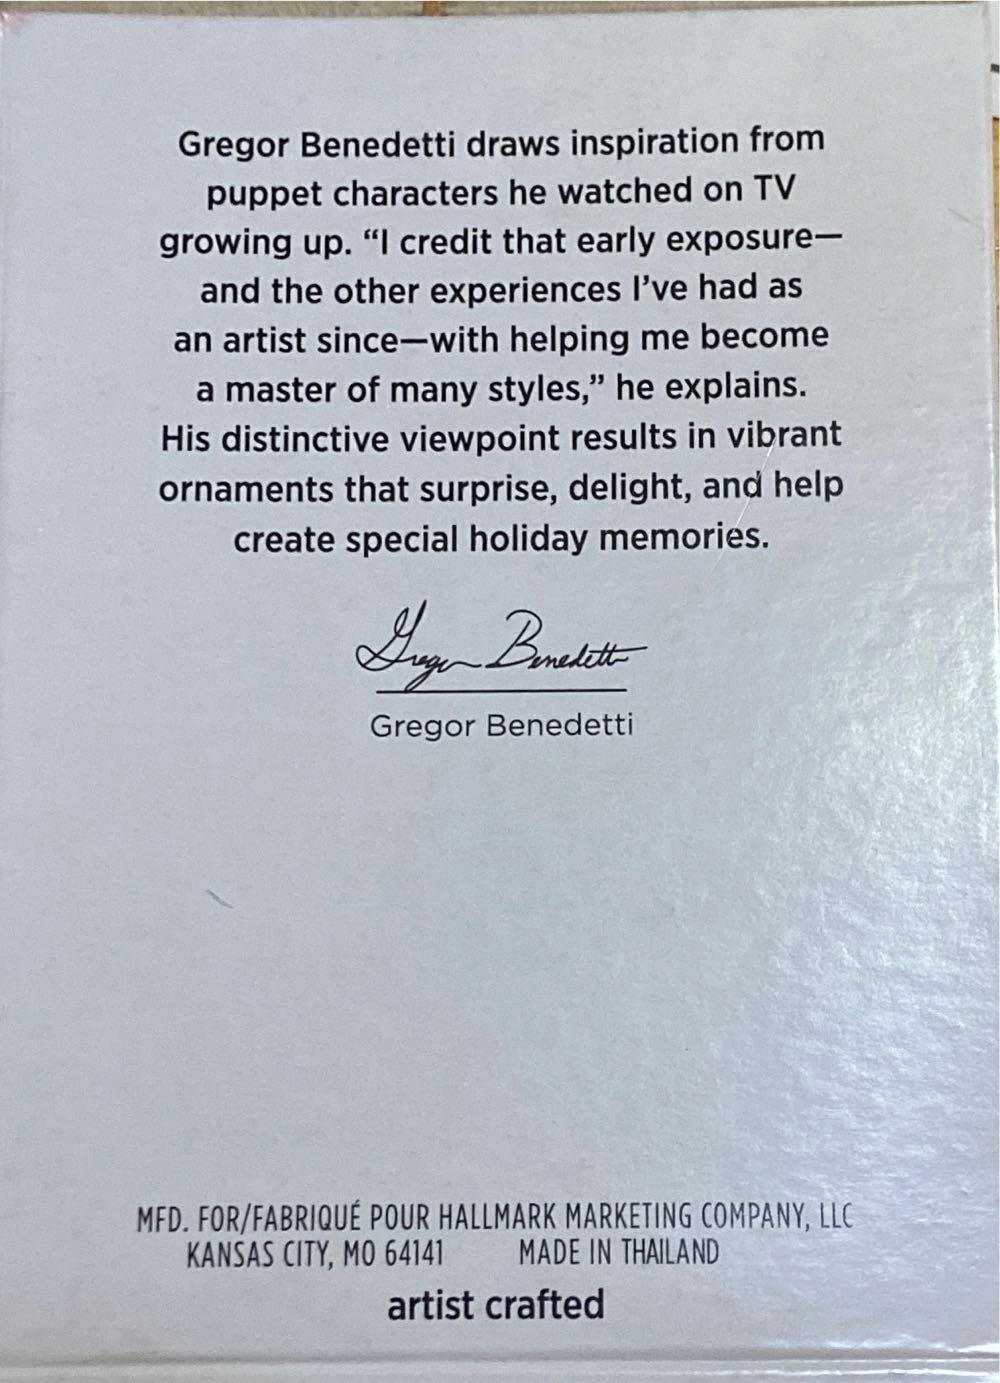 Gregor Benedetti draws inspiration from
puppet characters he watched on TV
growing up. “I credit that early exposure—
and the other experiences I’ve had as
an artist since—with helping me become
a master of many styles,” he explains.
His distinctive viewpoint results in vibrant
ornaments that surprise, delight, and help
create special holiday memories.
Gregor Benedetti
Gregor Benedetti
MFD. FOR/FABRIQUÉ POUR HALLMARK MARKETING COMPANY, LLC
KANSAS CITY, MO 64141 MADE IN THAILAND
artist crafted